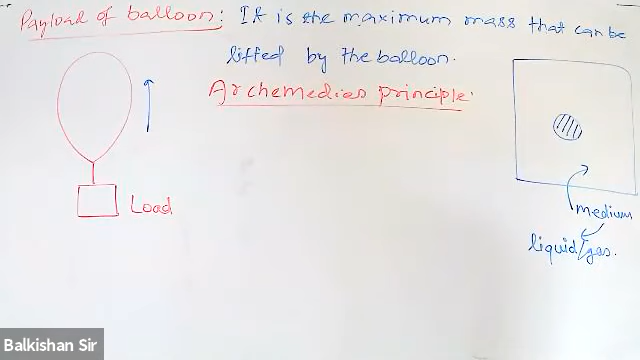 Payload of balloon: It is the maximum mass that can be
lifted by the balloon.
Archemedias principle:
Load
medium
liquid/gas.
Balkishan Sir